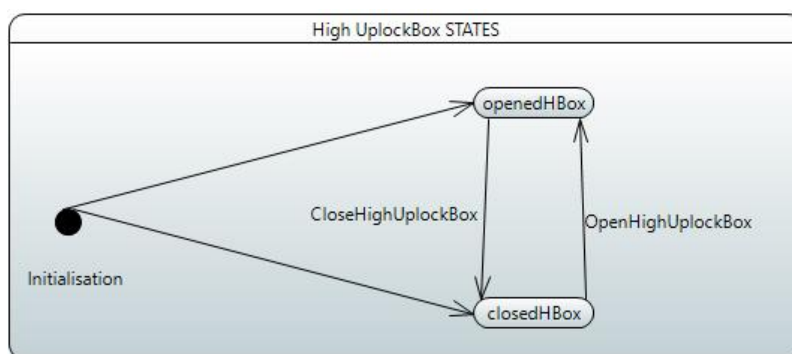 High UplockBox STATES
openedHBox
CloseHighUplockBox
OpenHighUplockBox
Initialisation
closedHBox